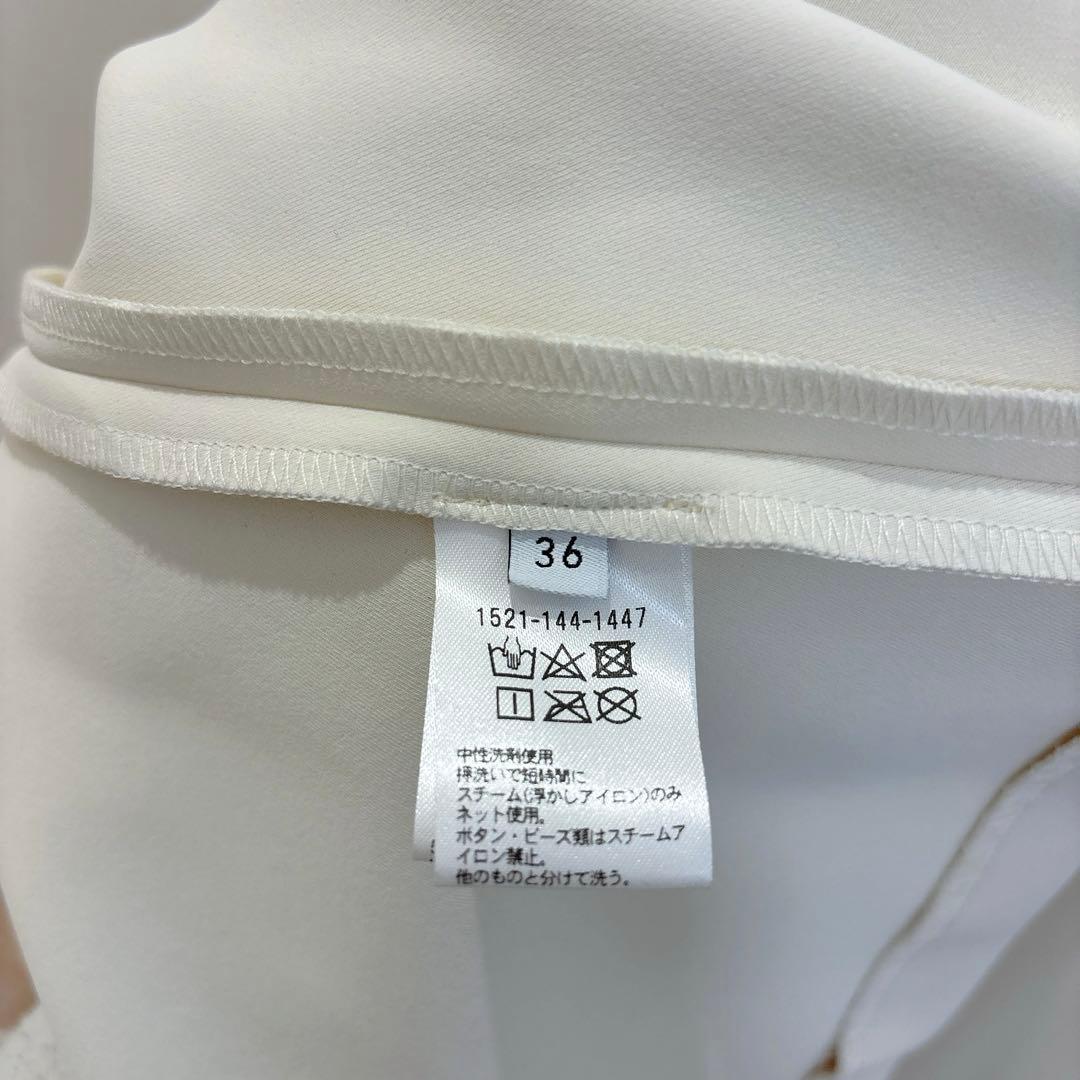 36
1521-144-1447
中性洗剤使用
押洗いで短時間に
スチーム(浮かしアイロン)のみ
ネット使用。
ボタン・ビーズ類はスチームア
イロン禁止。
他のものと分けて洗う。